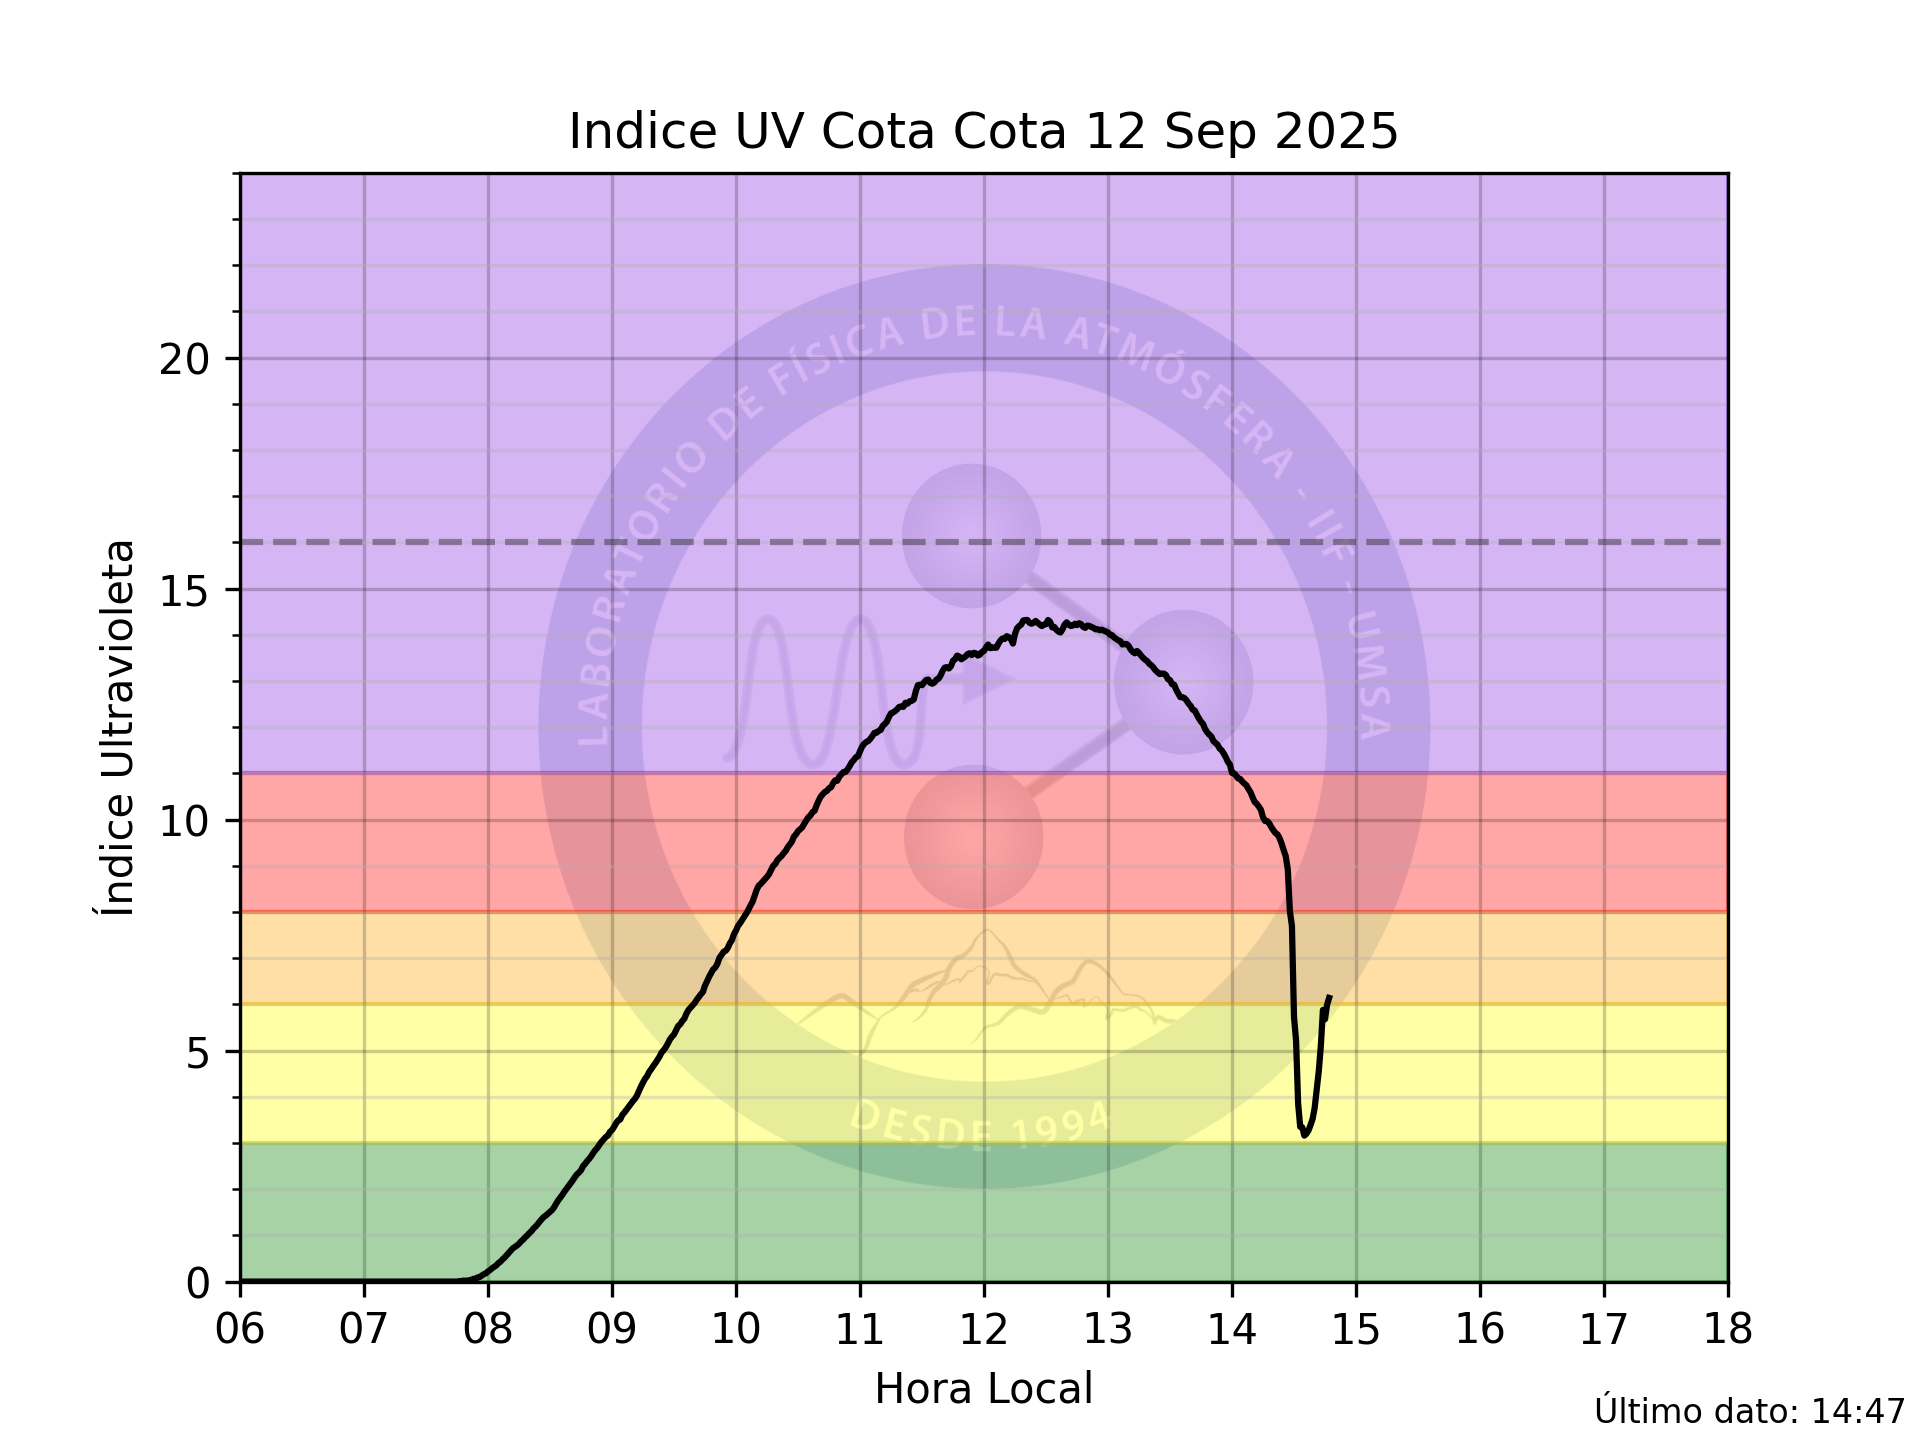 Indice UV Cota Cota 12 Sep 2025
Índice Ultravioleta
20
15
10
5
0
LABORATORIO DE FÍSICA DE LA ATMÓSFERA - IIF - UMSA
DESDE 1994
06 07 08 09 10 11 12 13 14 15 16 17 18
Hora Local
Último dato: 14:47